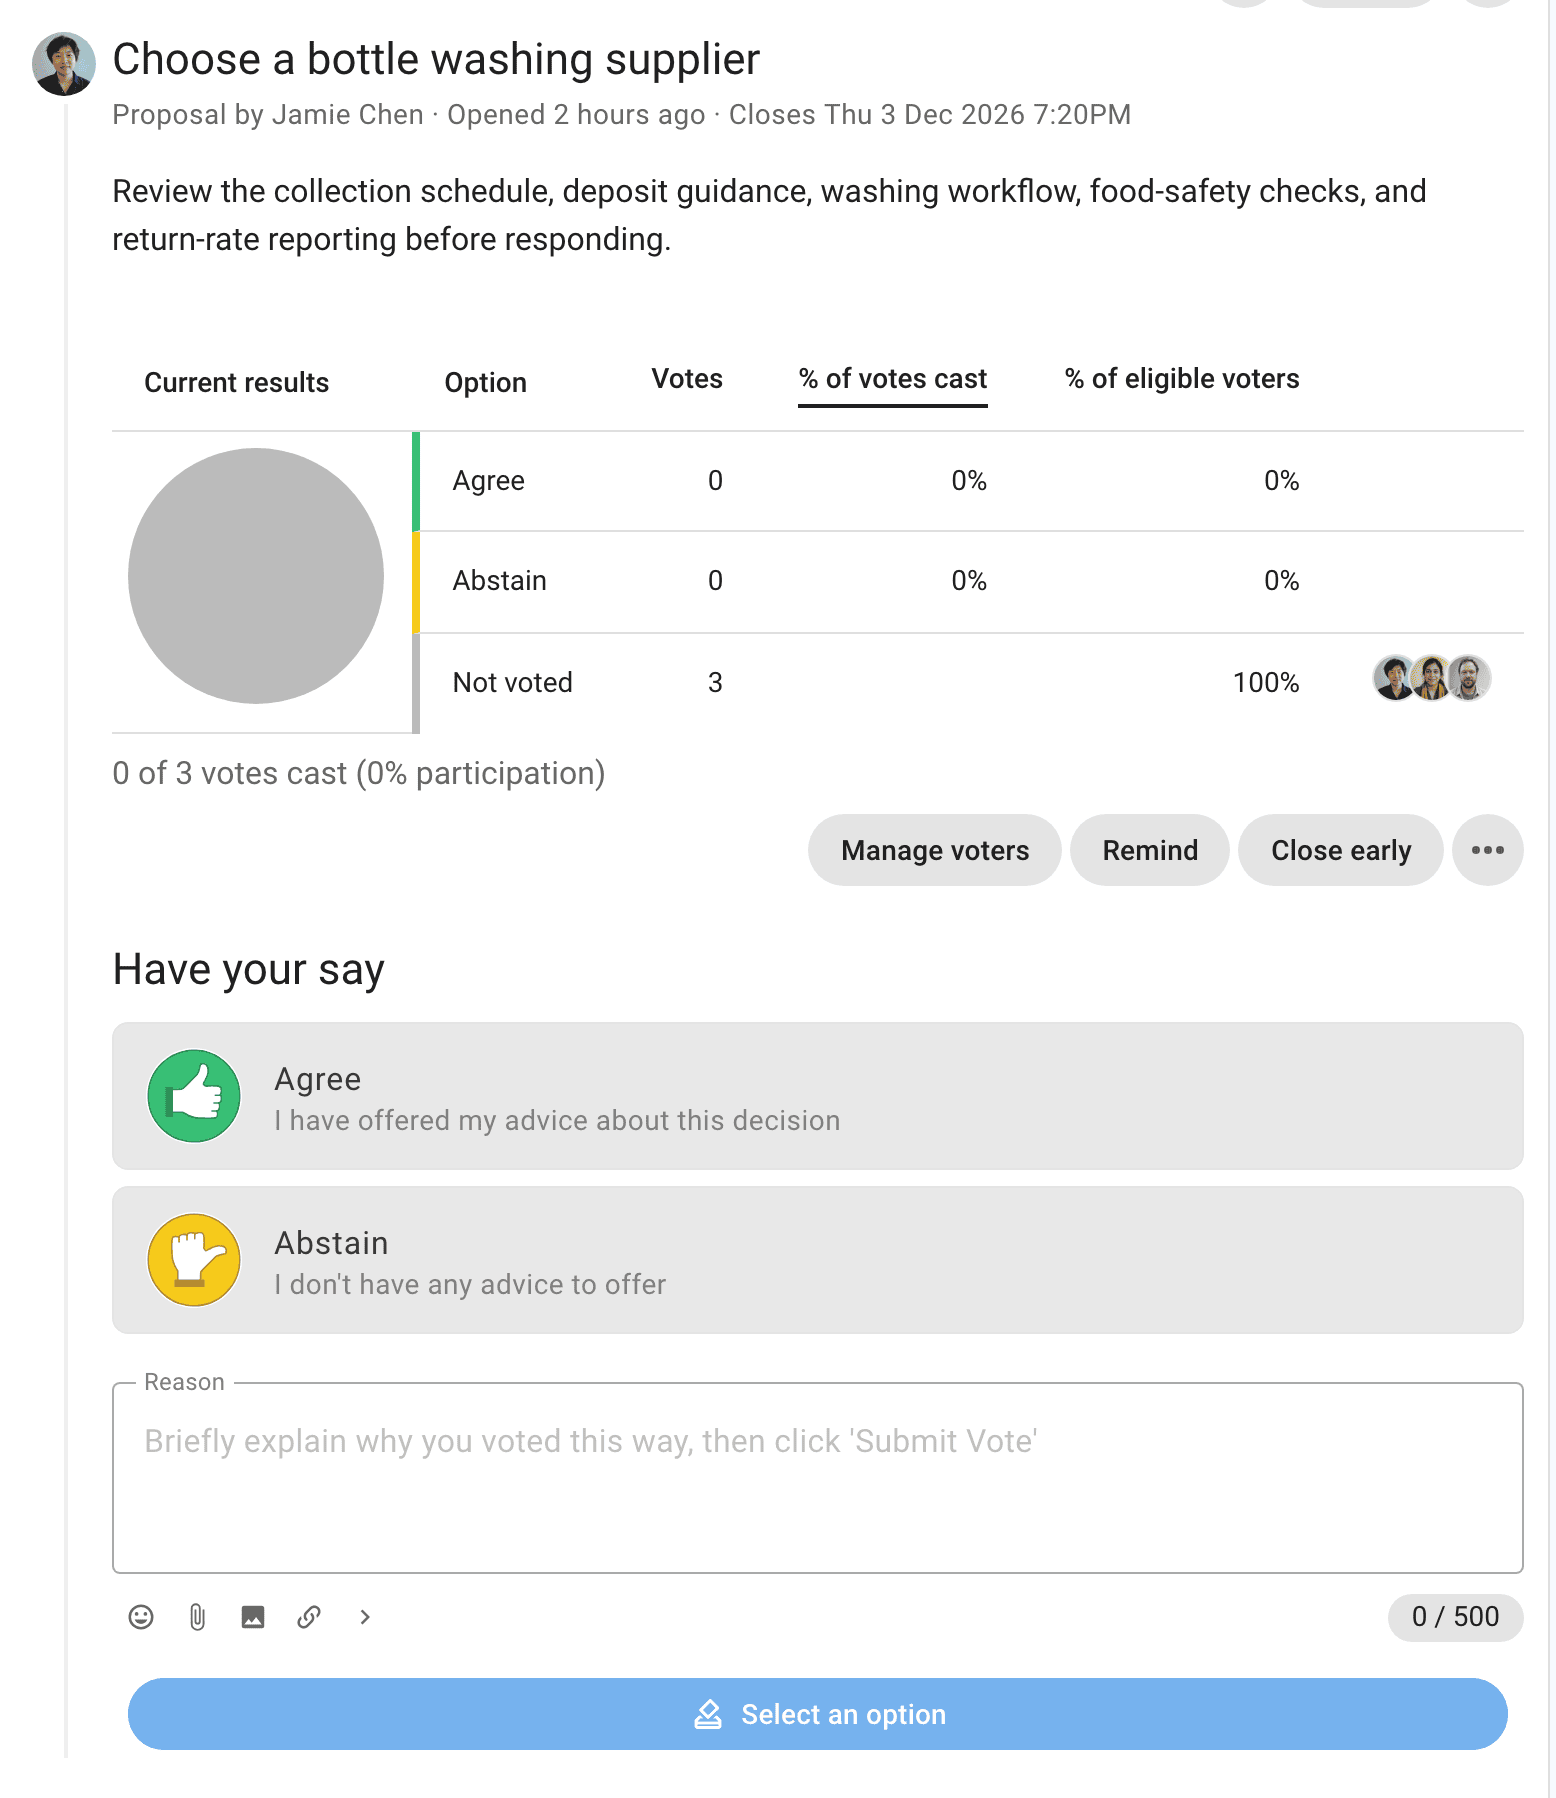 Choose a bottle washing supplier
Proposal by Jamie Chen · Opened 2 hours ago · Closes Thu 3 Dec 2026 7:20PM
Review the collection schedule, deposit guidance, washing workflow, food-safety checks, and
return-rate reporting before responding.
Current results Option Votes % of votes cast % of eligible voters
Agree 0 0% 0%
Abstain 0 0% 0%
Not voted 3 100%
0 of 3 votes cast (0% participation)
Manage voters Remind Close early
Have your say
Agree
I have offered my advice about this decision
Abstain
I don't have any advice to offer
Reason
Briefly explain why you voted this way, then click 'Submit Vote'
0 / 500
Select an option